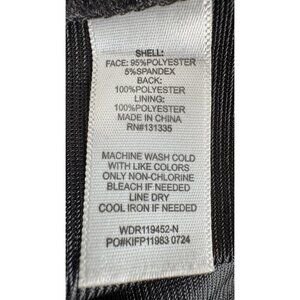 SHELL:
FACE: 95%POLYESTER
5%SPANDEX
BACK:
100%POLYESTER
LINING:
100%POLYESTER
MADE IN CHINA
RN#131335
MACHINE WASH COLD
WITH LIKE COLORS
ONLY NON-CHLORINE
BLEACH IF NEEDED
LINE DRY
COOL IRON IF NEEDED
WDR119452-N
PO#KIFP11983 0724